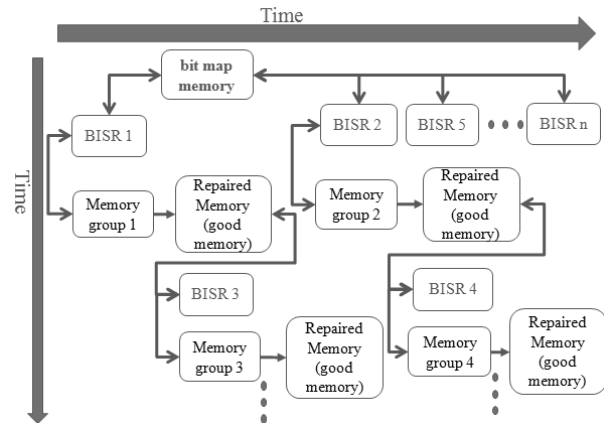 Time
Time
bit map
memory
BISR 1
BISR 2
BISR 5
BISR n
Memory
group 1
Repaired
Memory
(good
memory)
Memory
group 2
Repaired
Memory
(good
memory)
BISR 3
BISR 4
Memory
group 3
Repaired
Memory
(good
memory)
Memory
group 4
Repaired
Memory
(good
memory)